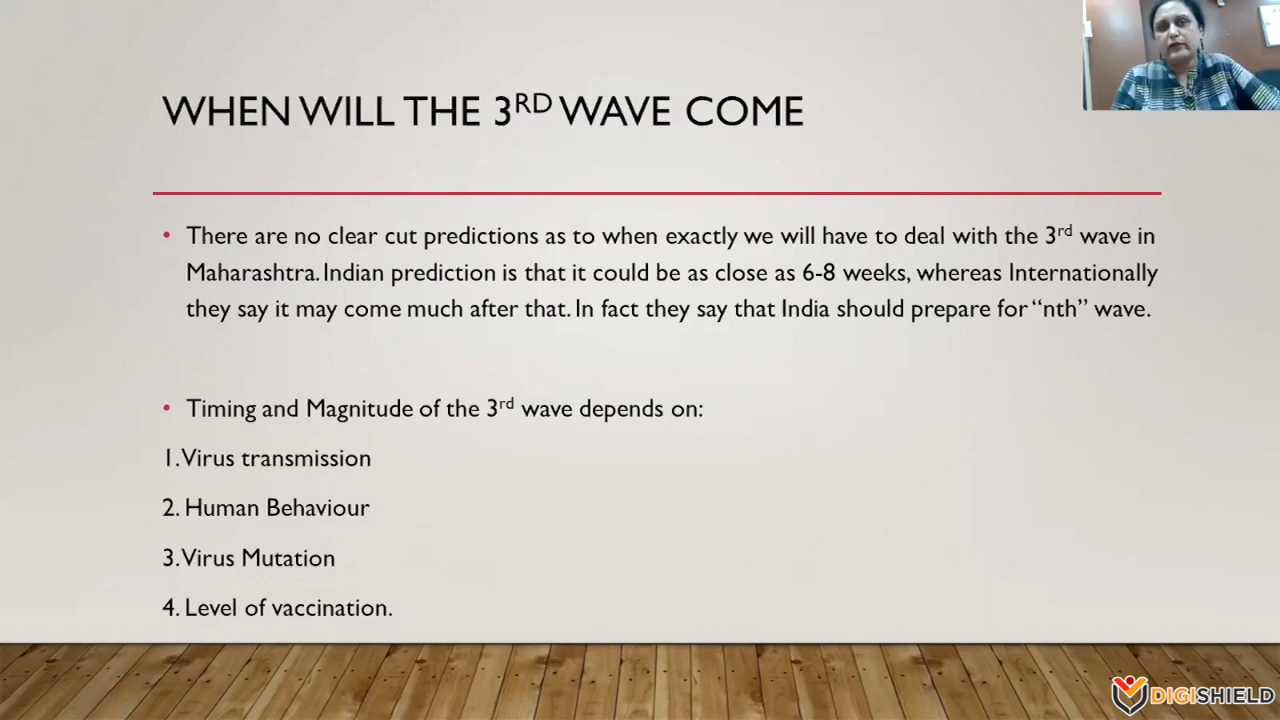 WHEN WILL THE 3RD WAVE COME
• There are no clear cut predictions as to when exactly we will have to deal with the 3rd wave in
Maharashtra. Indian prediction is that it could be as close as 6-8 weeks, whereas Internationally
they say it may come much after that. In fact they say that India should prepare for “nth” wave.
• Timing and Magnitude of the 3rd wave depends on:
1. Virus transmission
2. Human Behaviour
3. Virus Mutation
4. Level of vaccination.
DIGISHIELD